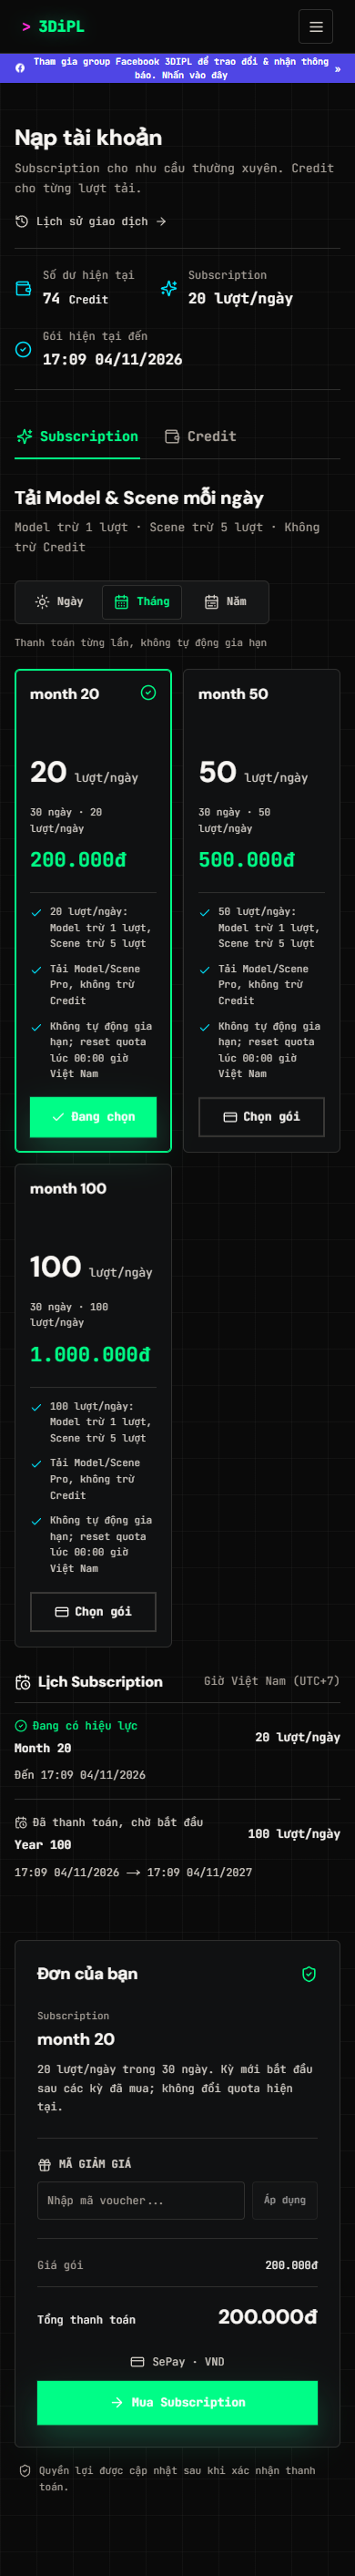 > 3DiPL
Tham gia group Facebook 3DIPL để trao đổi & nhận thông
báo. Nhấn vào đây
»
Nạp tài khoản
Subscription cho nhu cầu thường xuyên. Credit
cho từng lượt tải.
Lịch sử giao dịch →
Số dư hiện tại
74 Credit
Subscription
20 lượt/ngày
Gói hiện tại đến
17:09 04/11/2026
Subscription
Credit
Tải Model & Scene mỗi ngày
Model trừ 1 lượt · Scene trừ 5 lượt · Không
trừ Credit
Ngày
Tháng
Năm
Thanh toán từng lần, không tự động gia hạn
month 20
20 lượt/ngày
30 ngày · 20
lượt/ngày
200.000đ
20 lượt/ngày:
Model trừ 1 lượt,
Scene trừ 5 lượt
Tải Model/Scene
Pro, không trừ
Credit
Không tự động gia
hạn; reset quota
lúc 00:00 giờ
Việt Nam
Đang chọn
month 50
50 lượt/ngày
30 ngày · 50
lượt/ngày
500.000đ
50 lượt/ngày:
Model trừ 1 lượt,
Scene trừ 5 lượt
Tải Model/Scene
Pro, không trừ
Credit
Không tự động gia
hạn; reset quota
lúc 00:00 giờ
Việt Nam
Chọn gói
month 100
100 lượt/ngày
30 ngày · 100
lượt/ngày
1.000.000đ
100 lượt/ngày:
Model trừ 1 lượt,
Scene trừ 5 lượt
Tải Model/Scene
Pro, không trừ
Credit
Không tự động gia
hạn; reset quota
lúc 00:00 giờ
Việt Nam
Chọn gói
Lịch Subscription
Giờ Việt Nam (UTC+7)
Đang có hiệu lực
Month 20
20 lượt/ngày
Đến 17:09 04/11/2026
Đã thanh toán, chờ bắt đầu
Year 100
100 lượt/ngày
17:09 04/11/2026 → 17:09 04/11/2027
Đơn của bạn
Subscription
month 20
20 lượt/ngày trong 30 ngày. Kỳ mới bắt đầu
sau các kỳ đã mua; không đổi quota hiện
tại.
MÃ GIẢM GIÁ
Nhập mã voucher...
Áp dụng
Giá gói
200.000đ
Tổng thanh toán
200.000đ
SePay · VND
→ Mua Subscription
Quyền lợi được cập nhật sau khi xác nhận thanh
toán.